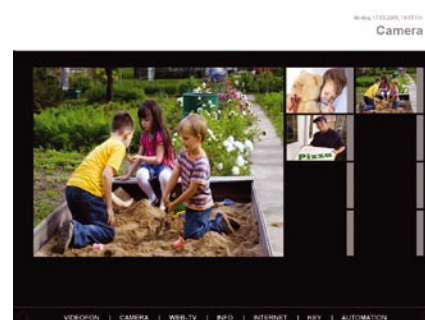 Camera
Pizza
VIDEOFON | CAMERA | WEB-TV | INFO | INTERNET | KEY | AUTOMATION